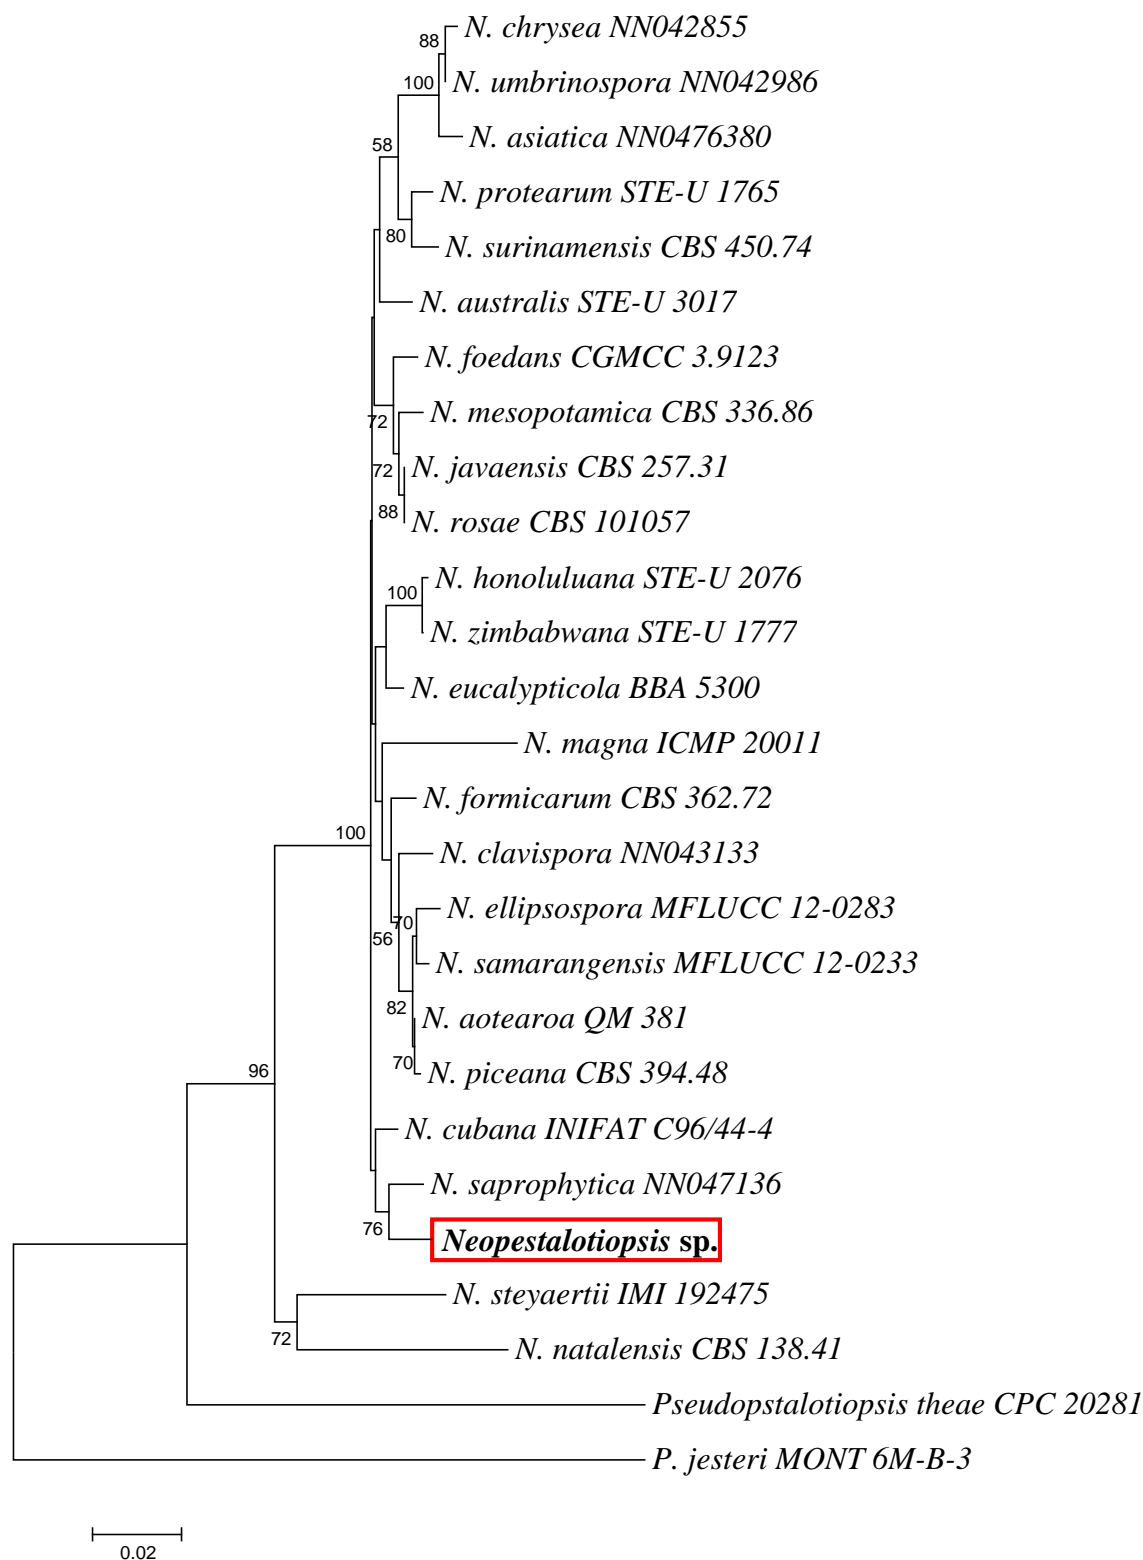 88
N. chrysea NN042855
N. umbrinospora NN042986
100
N. asiatica NN0476380
58
N. protearum STE-U 1765
80
N. surinamensis CBS 450.74
N. australis STE-U 3017
N. foedans CGMCC 3.9123
72
N. mesopotamica CBS 336.86
72
N. javaensis CBS 257.31
88
N. rosae CBS 101057
N. honoluluana STE-U 2076
100
N. zimbabwana STE-U 1777
N. eucalypticola BBA 5300
N. magna ICMP 20011
N. formicarum CBS 362.72
100
N. clavispora NN043133
N. ellipsospora MFLUCC 12-0283
70
56
N. samarangensis MFLUCC 12-0233
82
N. aotearoa QM 381
70
N. piceana CBS 394.48
96
N. cubana INIFAT C96/44-4
N. saprophytica NN047136
76
Neopestalotiopsis sp.
N. steyaertii IMI 192475
72
N. natalensis CBS 138.41
Pseudopstalotiopsis theae CPC 20281
P. jesteri MONT 6M-B-3
0.02